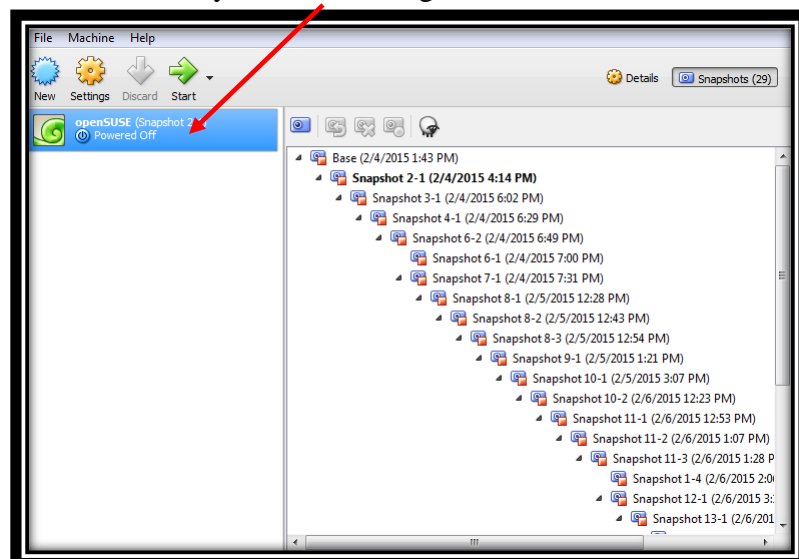 File Machine Help
New Settings Discard Start
Details Snapshots (29)
openSUSE (Snapshot 2
Powered Off
Base (2/4/2015 1:43 PM)
Snapshot 2-1 (2/4/2015 4:14 PM)
Snapshot 3-1 (2/4/2015 6:02 PM)
Snapshot 4-1 (2/4/2015 6:29 PM)
Snapshot 6-2 (2/4/2015 6:49 PM)
Snapshot 6-1 (2/4/2015 7:00 PM)
Snapshot 7-1 (2/4/2015 7:31 PM)
Snapshot 8-1 (2/5/2015 12:28 PM)
Snapshot 8-2 (2/5/2015 12:43 PM)
Snapshot 8-3 (2/5/2015 12:54 PM)
Snapshot 9-1 (2/5/2015 1:21 PM)
Snapshot 10-1 (2/5/2015 3:07 PM)
Snapshot 10-2 (2/6/2015 12:23 PM)
Snapshot 11-1 (2/6/2015 12:53 PM)
Snapshot 11-2 (2/6/2015 1:07 PM)
Snapshot 11-3 (2/6/2015 1:28 P
Snapshot 1-4 (2/6/2015 2:0
Snapshot 12-1 (2/6/2015 3:
Snapshot 13-1 (2/6/201